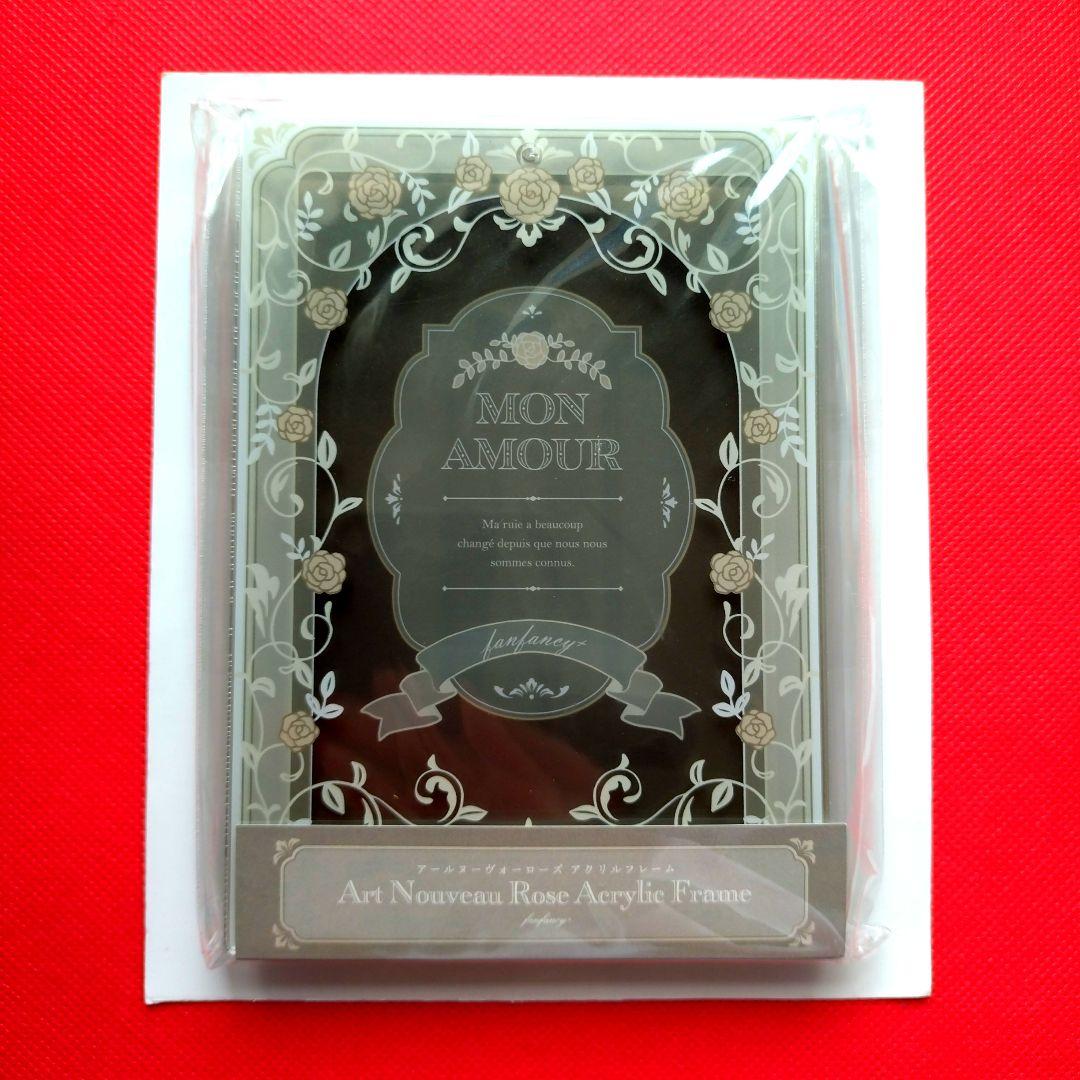 MON
AMOUR
Ma ruie a beaucoup
changé depuis que nous nous
sommes connus.
fanfancy+
アールヌーヴォーローズ アクリルフレーム
Art Nouveau Rose Acrylic Frame
fanfancy+